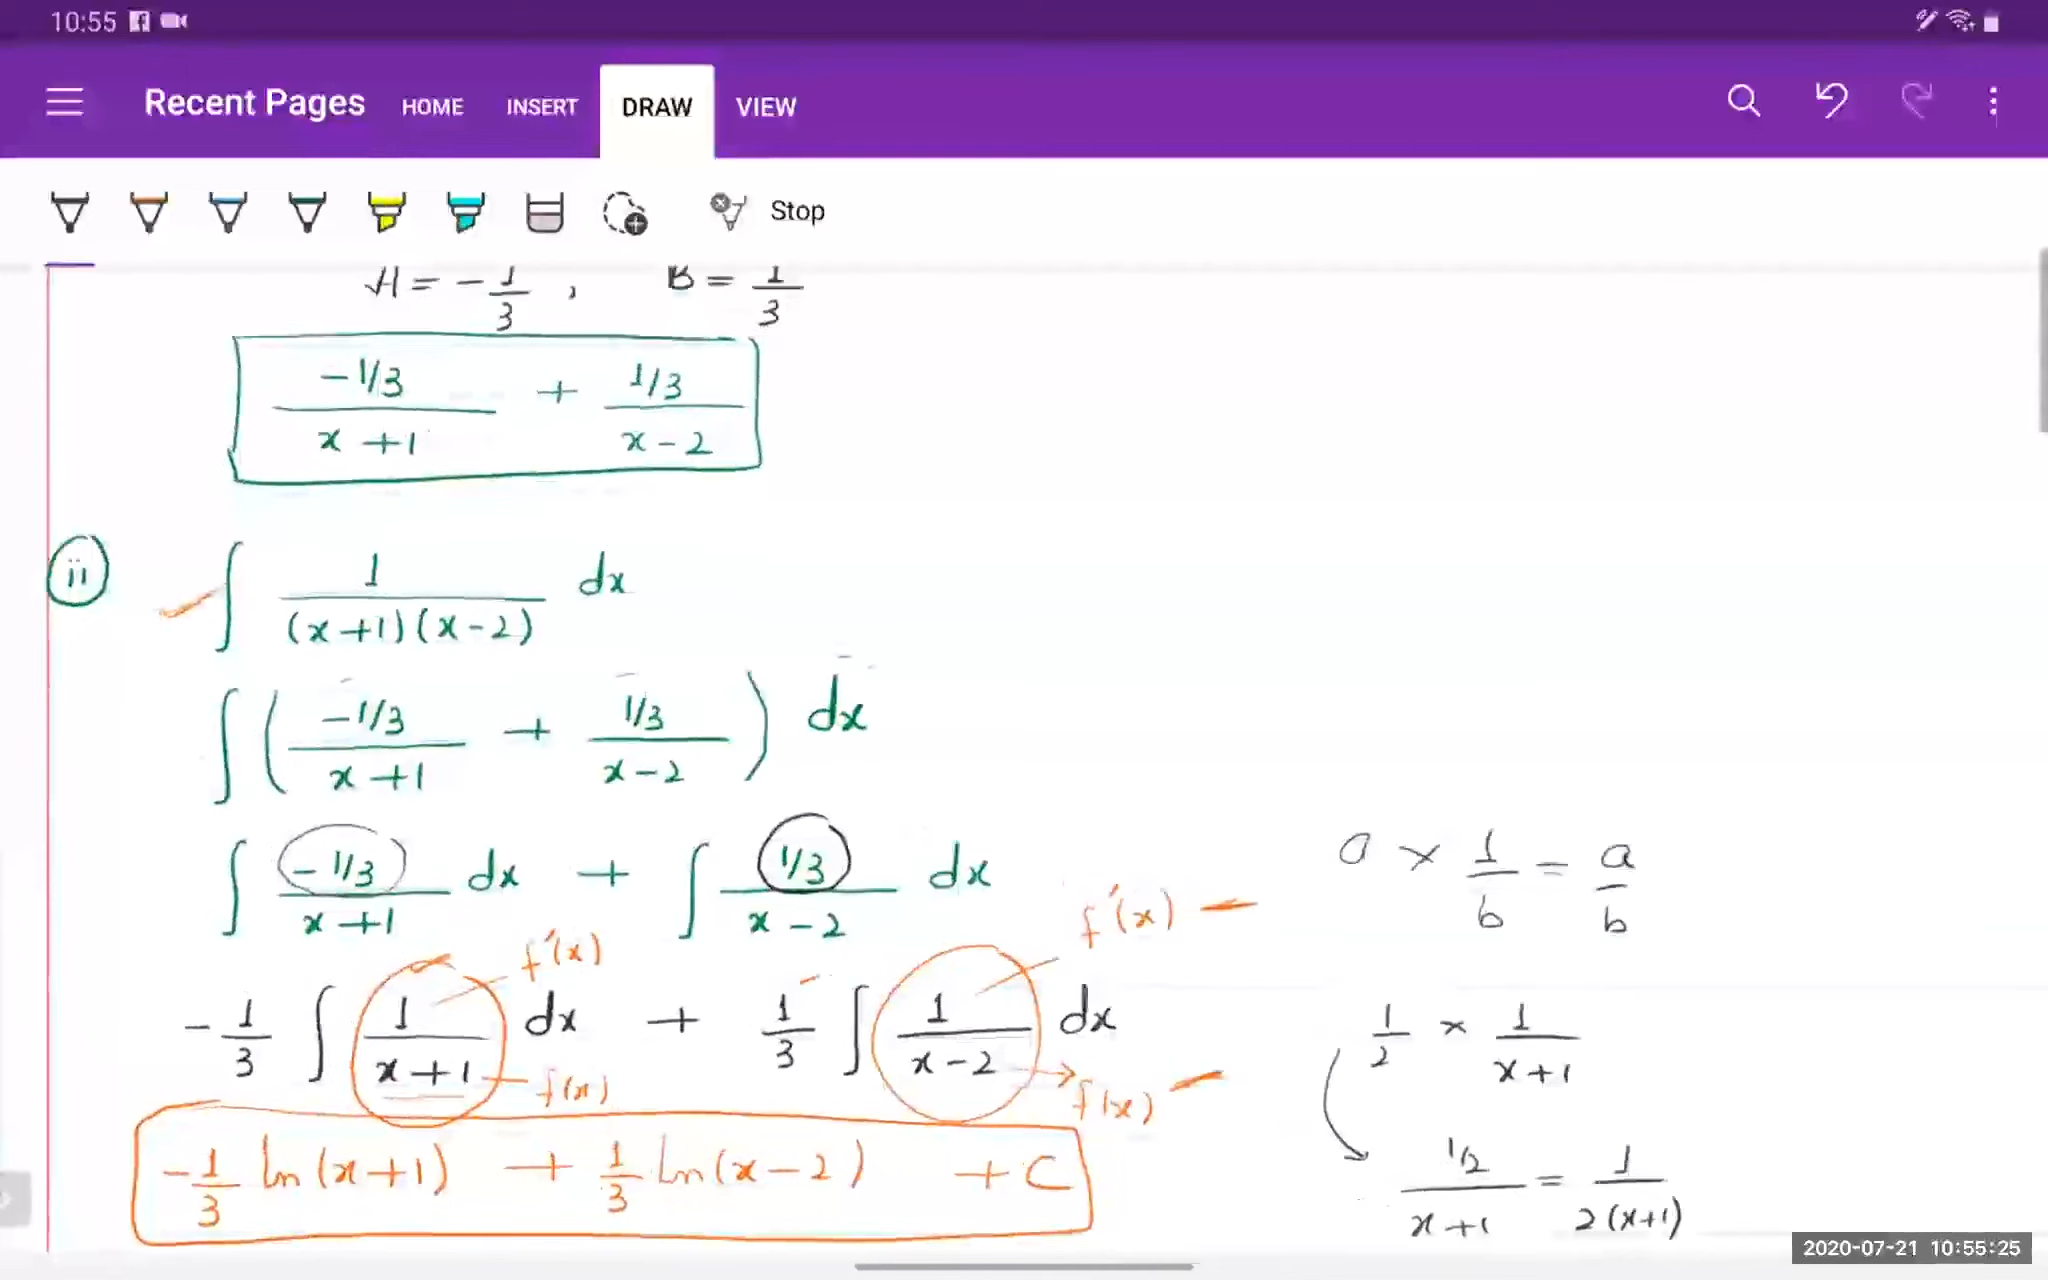 10:55
Recent Pages HOME INSERT DRAW VIEW
Stop
A = -1/3 , B = 1/3
(-1/3)/(x+1) + (1/3)/(x-2)
ii
∫ 1/((x+1)(x-2)) dx
∫ ( (-1/3)/(x+1) + (1/3)/(x-2) ) dx
∫ (-1/3)/(x+1) dx + ∫ (1/3)/(x-2) dx
f'(x) f'(x)
-1/3 ∫ 1/(x+1) dx + 1/3 ∫ 1/(x-2) dx
f(x) f(x)
-1/3 ln(x+1) + 1/3 ln(x-2) + C
a × 1/b = a/b
1/2 × 1/(x+1)
(1/2)/(x+1) = 1/(2(x+1))
2020-07-21 10:55:25